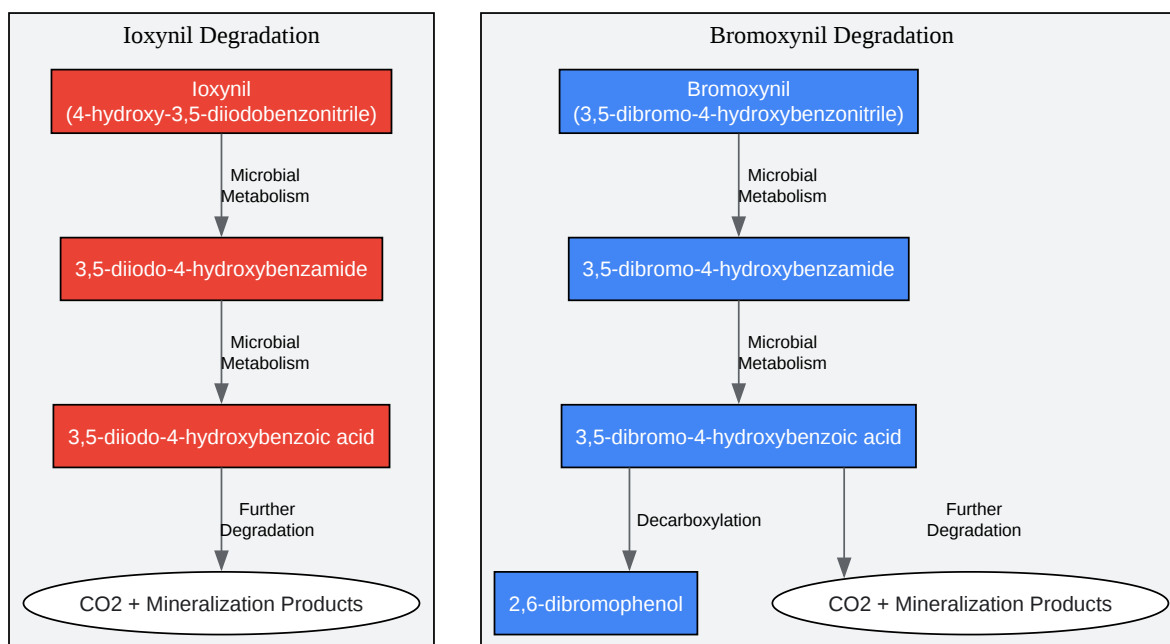 Ioxynil Degradation
Ioxynil
(4-hydroxy-3,5-diiodobenzonitrile)
Microbial
Metabolism
3,5-diiodo-4-hydroxybenzamide
Microbial
Metabolism
3,5-diiodo-4-hydroxybenzoic acid
Further
Degradation
CO2 + Mineralization Products
Bromoxynil Degradation
Bromoxynil
(3,5-dibromo-4-hydroxybenzonitrile)
Microbial
Metabolism
3,5-dibromo-4-hydroxybenzamide
Microbial
Metabolism
3,5-dibromo-4-hydroxybenzoic acid
Decarboxylation
Further
Degradation
2,6-dibromophenol
CO2 + Mineralization Products